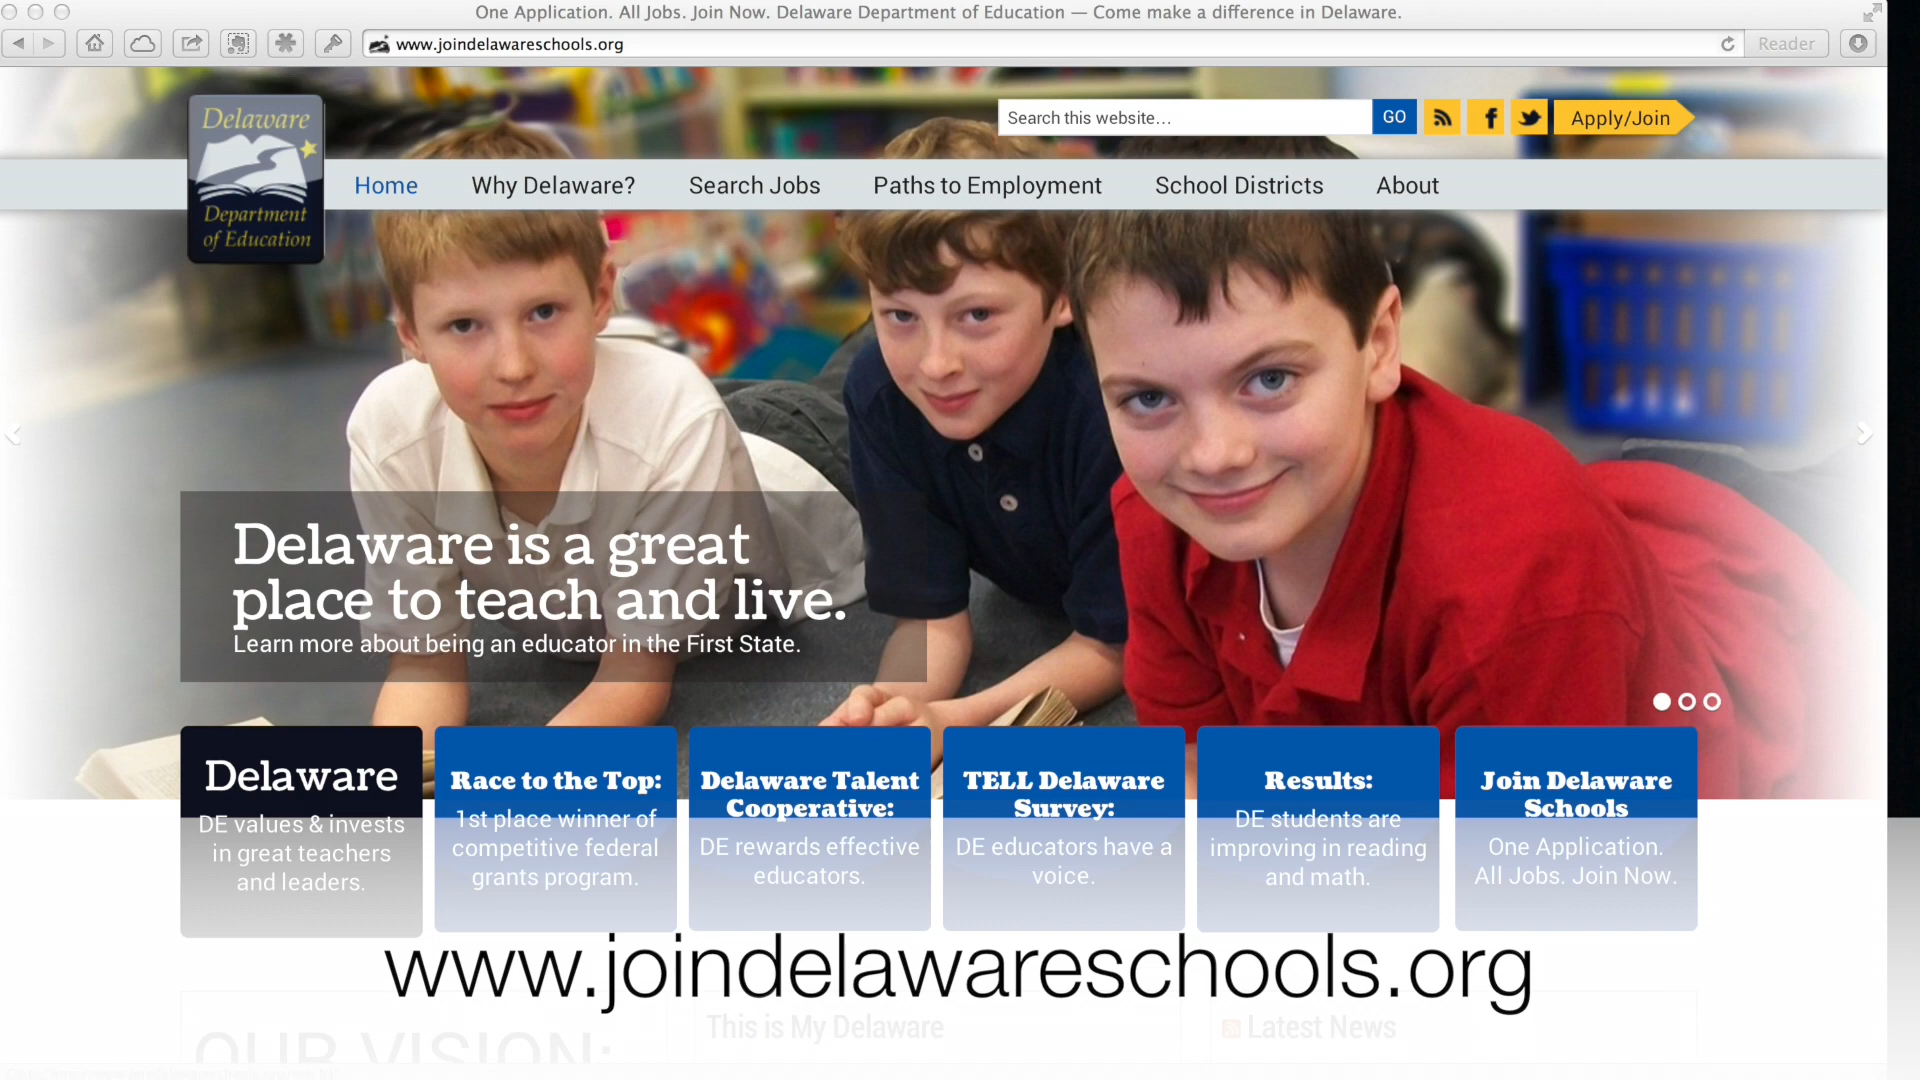 One Application. All Jobs. Join Now. Delaware Department of Education — Come make a difference in Delaware.
www.joindelawareschools.org
Reader
Delaware
Department
of Education
Search this website...
GO
Apply/Join
Home
Why Delaware?
Search Jobs
Paths to Employment
School Districts
About
Delaware is a great
place to teach and live.
Learn more about being an educator in the First State.
Delaware
DE values & invests
in great teachers
and leaders.
Race to the Top:
1st place winner of
competitive federal
grants program.
Delaware Talent
Cooperative:
DE rewards effective
educators.
TELL Delaware
Survey:
DE educators have a
voice.
Results:
DE students are
improving in reading
and math.
Join Delaware
Schools
One Application.
All Jobs. Join Now.
www.joindelawareschools.org
OUR VISION:
This is My Delaware
Latest News